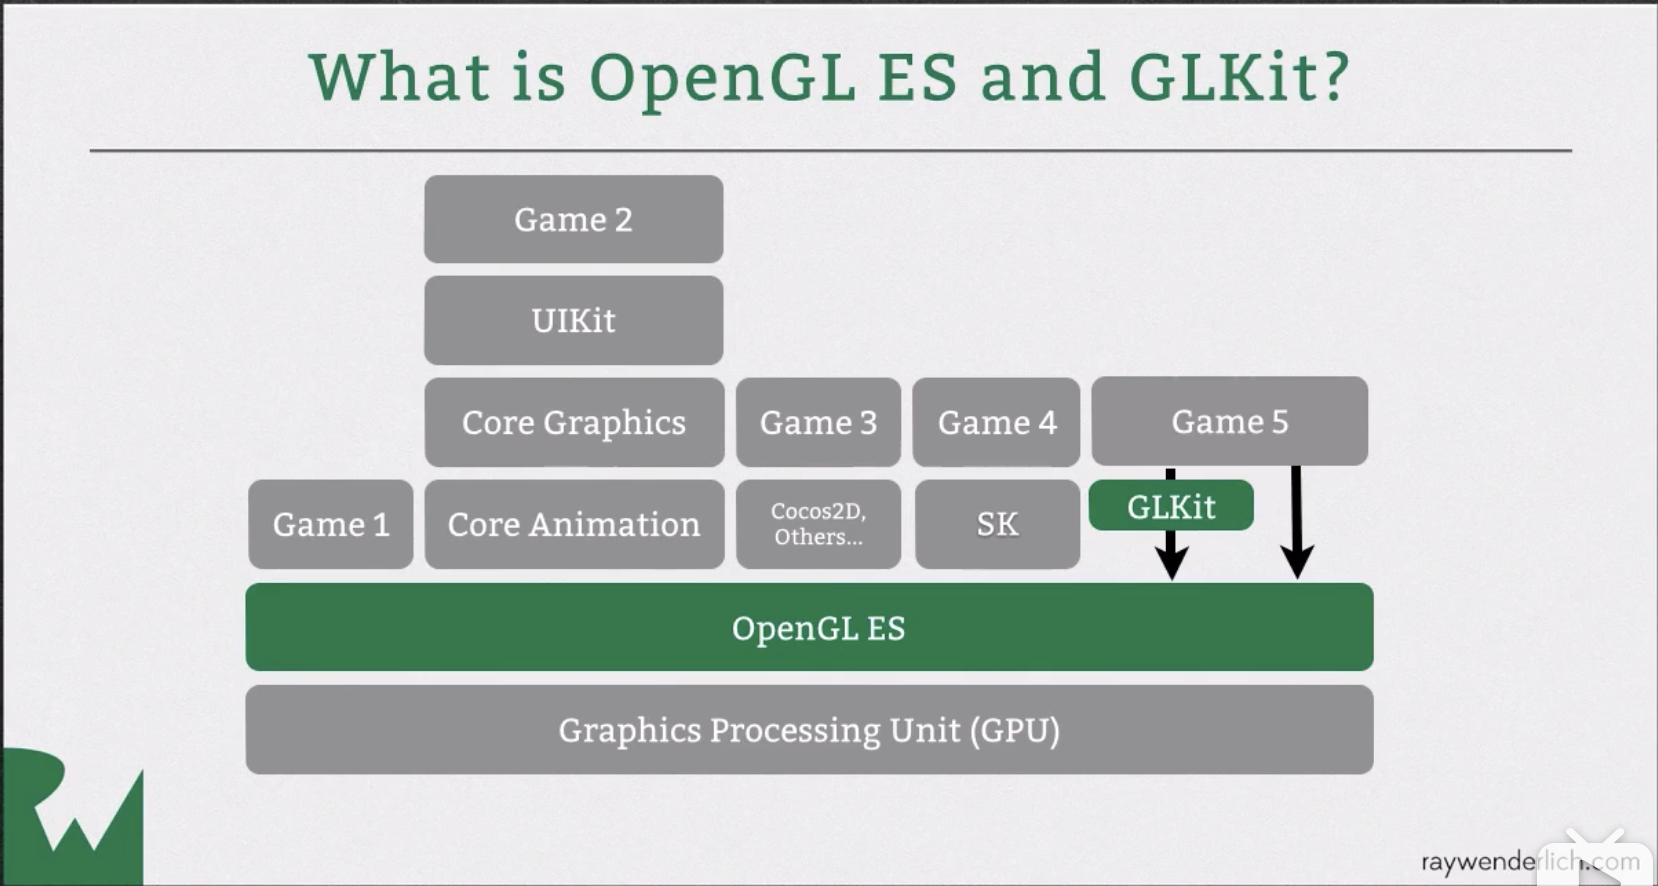 What is OpenGL ES and GLKit?
Game 2
UIKit
Core Graphics
Game 3
Game 4
Game 5
Game 1
Core Animation
Cocos2D,
Others...
SK
GLKit
OpenGL ES
Graphics Processing Unit (GPU)
RW
raywenderlich.com